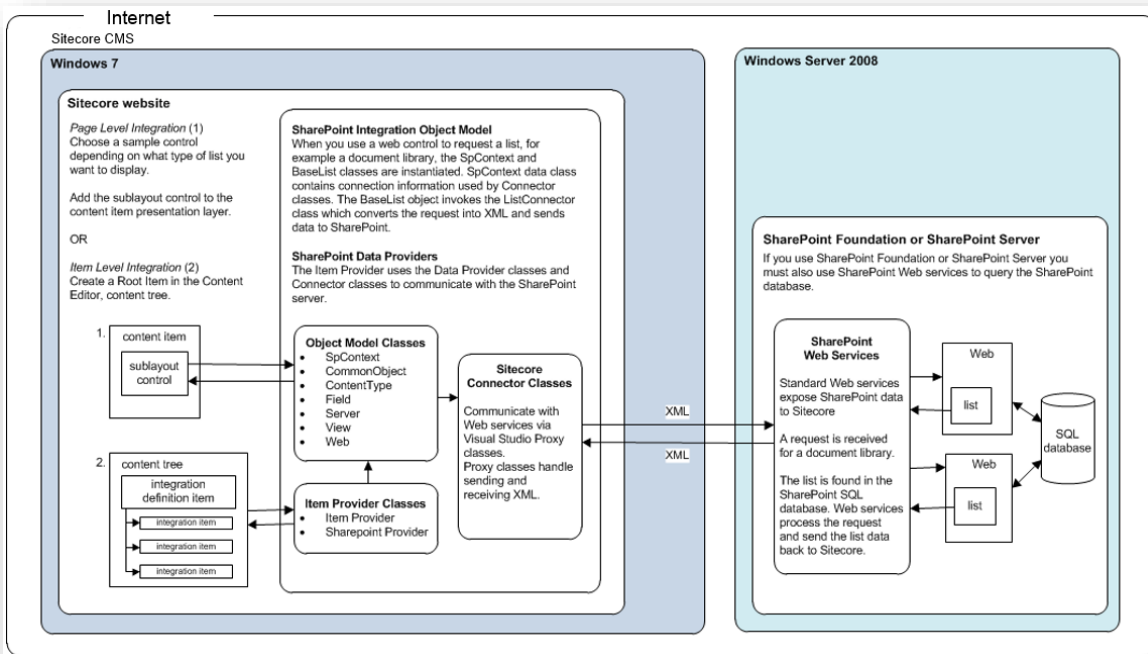 Internet
Sitecore CMS
Windows 7
Sitecore website
Page Level Integration (1)
Choose a sample control
depending on what type of list you
want to display.
Add the sublayout control to the
content item presentation layer.
OR
Item Level Integration (2)
Create a Root Item in the Content
Editor, content tree.
SharePoint Integration Object Model
When you use a web control to request a list, for
example a document library, the SpContext and
BaseList classes are instantiated. SpContext data class
contains connection information used by Connector
classes. The BaseList object invokes the ListConnector
class which converts the request into XML and sends
data to SharePoint.
SharePoint Data Providers
The Item Provider uses the Data Provider classes and
Connector classes to communicate with the SharePoint
server.
1.
content item
sublayout
control
2.
content tree
integration
definition item
integration item
integration item
integration item
Object Model Classes
• SpContext
• CommonObject
• ContentType
• Field
• Server
• View
• Web
Item Provider Classes
• Item Provider
• Sharepoint Provider
Sitecore
Connector Classes
Communicate with
Web services via
Visual Studio Proxy
classes.
Proxy classes handle
sending and
receiving XML.
XML
XML
Windows Server 2008
SharePoint Foundation or SharePoint Server
If you use SharePoint Foundation or SharePoint Server you
must also use SharePoint Web services to query the SharePoint
database.
SharePoint
Web Services
Standard Web services
expose SharePoint data
to Sitecore
A request is received
for a document library.
The list is found in the
SharePoint SQL
database. Web services
process the request
and send the list data
back to Sitecore.
Web
list
Web
list
SQL
database